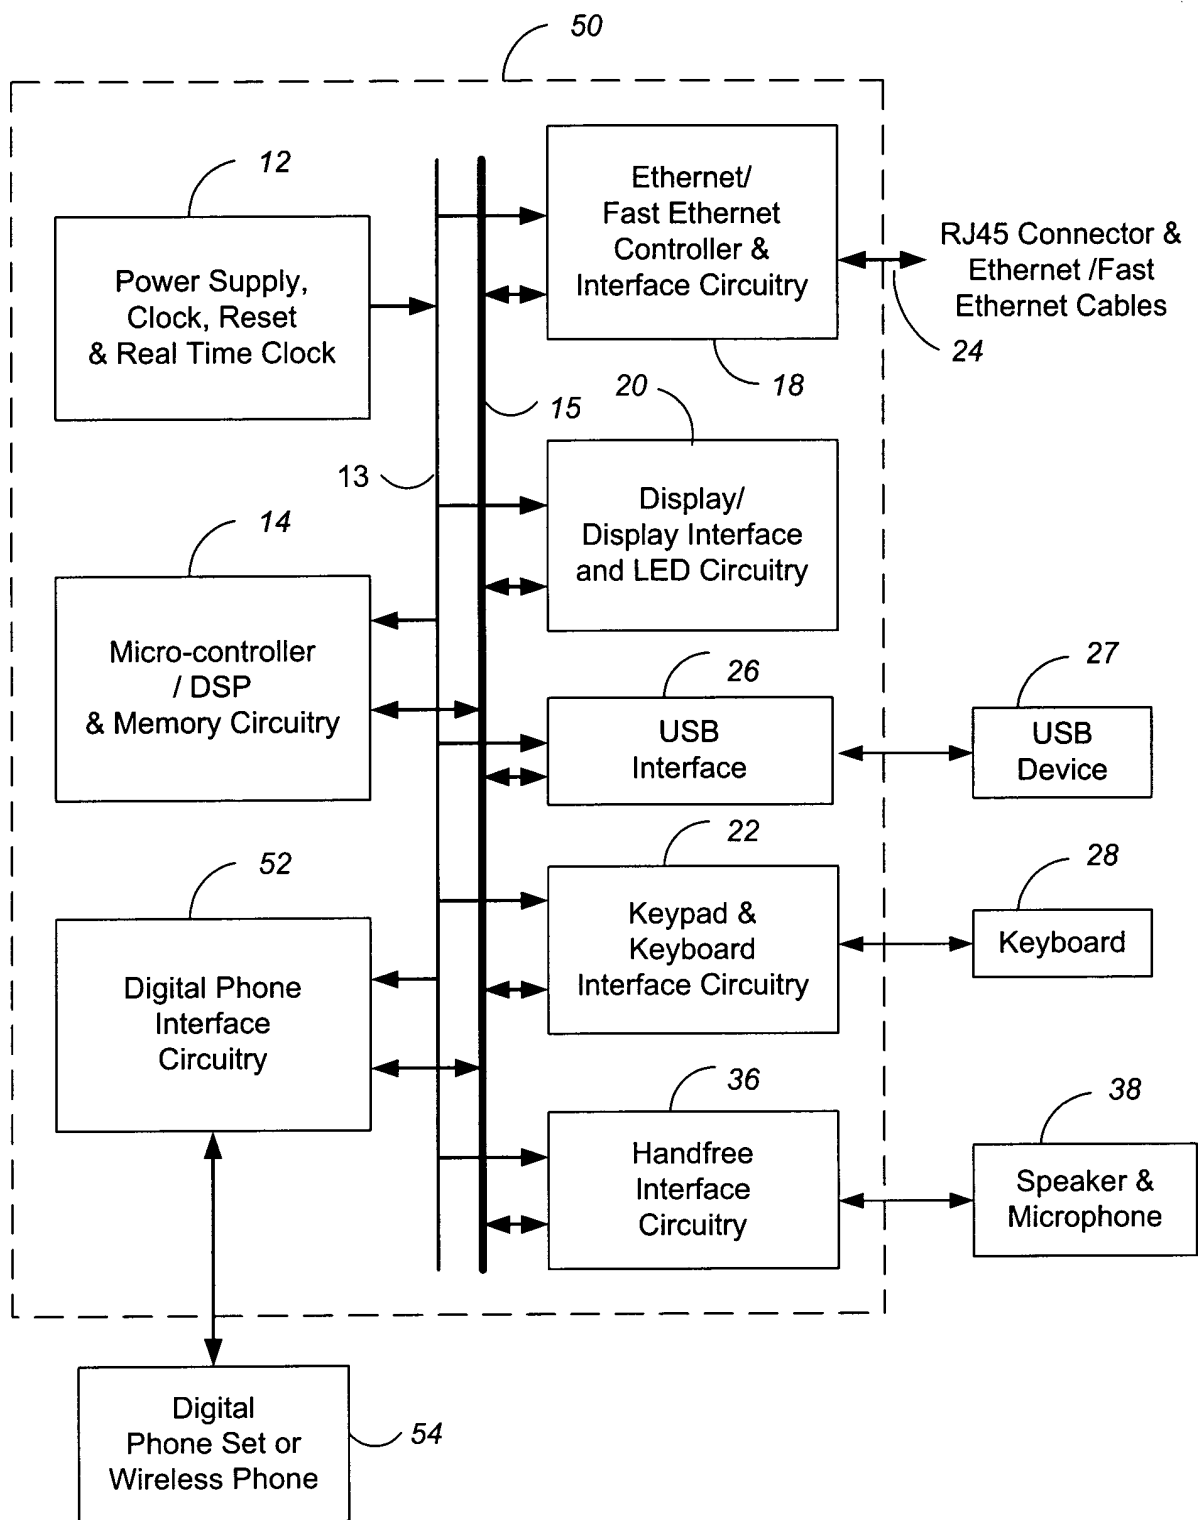 50
12
Power Supply,
Clock, Reset
& Real Time Clock
Ethernet/
Fast Ethernet
Controller &
Interface Circuitry
18
RJ45 Connector &
Ethernet /Fast
Ethernet Cables
24
15
13
20
Display/
Display Interface
and LED Circuitry
14
Micro-controller
/ DSP
& Memory Circuitry
26
USB
Interface
27
USB
Device
22
Keypad &
Keyboard
Interface Circuitry
28
Keyboard
52
Digital Phone
Interface
Circuitry
36
Handfree
Interface
Circuitry
38
Speaker &
Microphone
Digital
Phone Set or
Wireless Phone
54